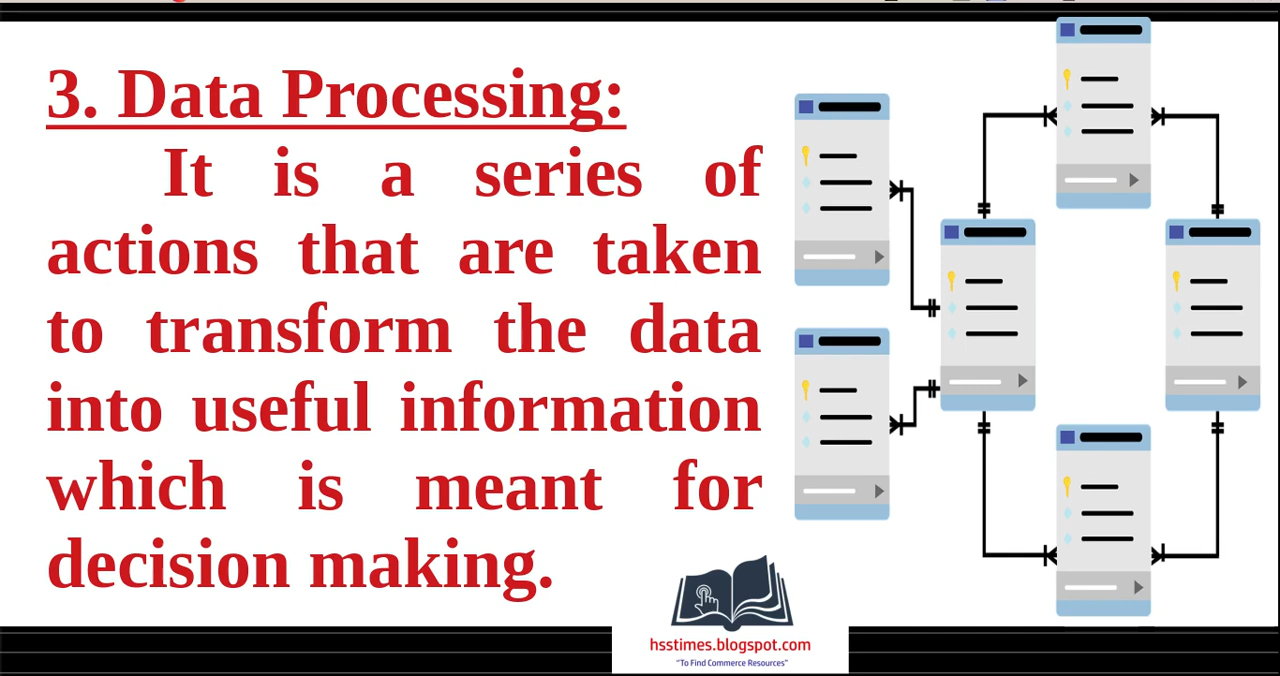 3. Data Processing:
It is a series of
actions that are taken
to transform the data
into useful information
which is meant for
decision making.
hsstimes.blogspot.com
"To Find Commerce Resources"